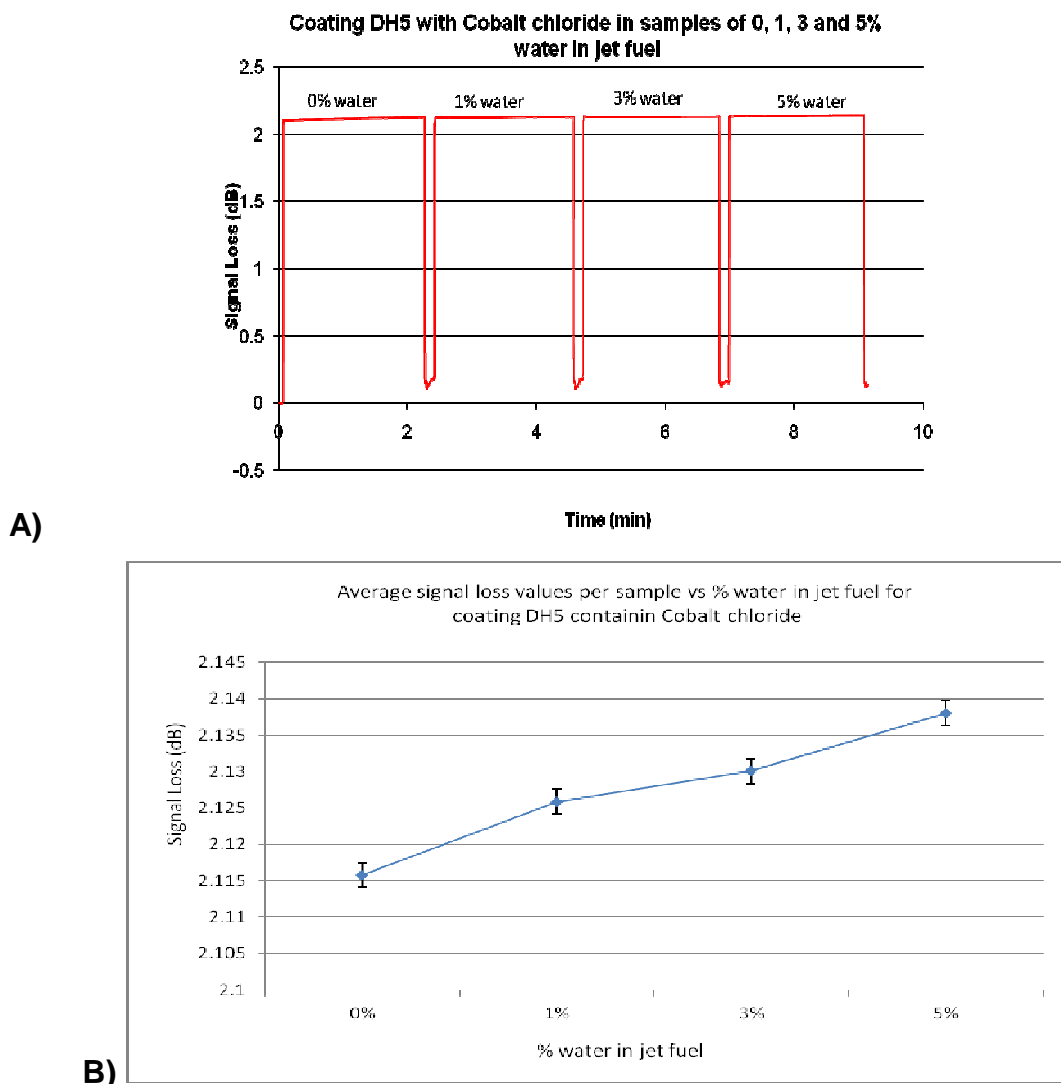 Coating DH5 with Cobalt chloride in samples of 0, 1, 3 and 5%
water in jet fuel
2.5
2
1.5
1
0.5
0
-0.5
Signal Loss (dB)
0% water
1% water
3% water
5% water
0 2 4 6 8 10
Time (min)
A)
Average signal loss values per sample vs % water in jet fuel for
coating DH5 containin Cobalt chloride
2.145
2.14
2.135
2.13
2.125
2.12
2.115
2.11
2.105
2.1
Signal Loss (dB)
0% 1% 3% 5%
% water in jet fuel
B)